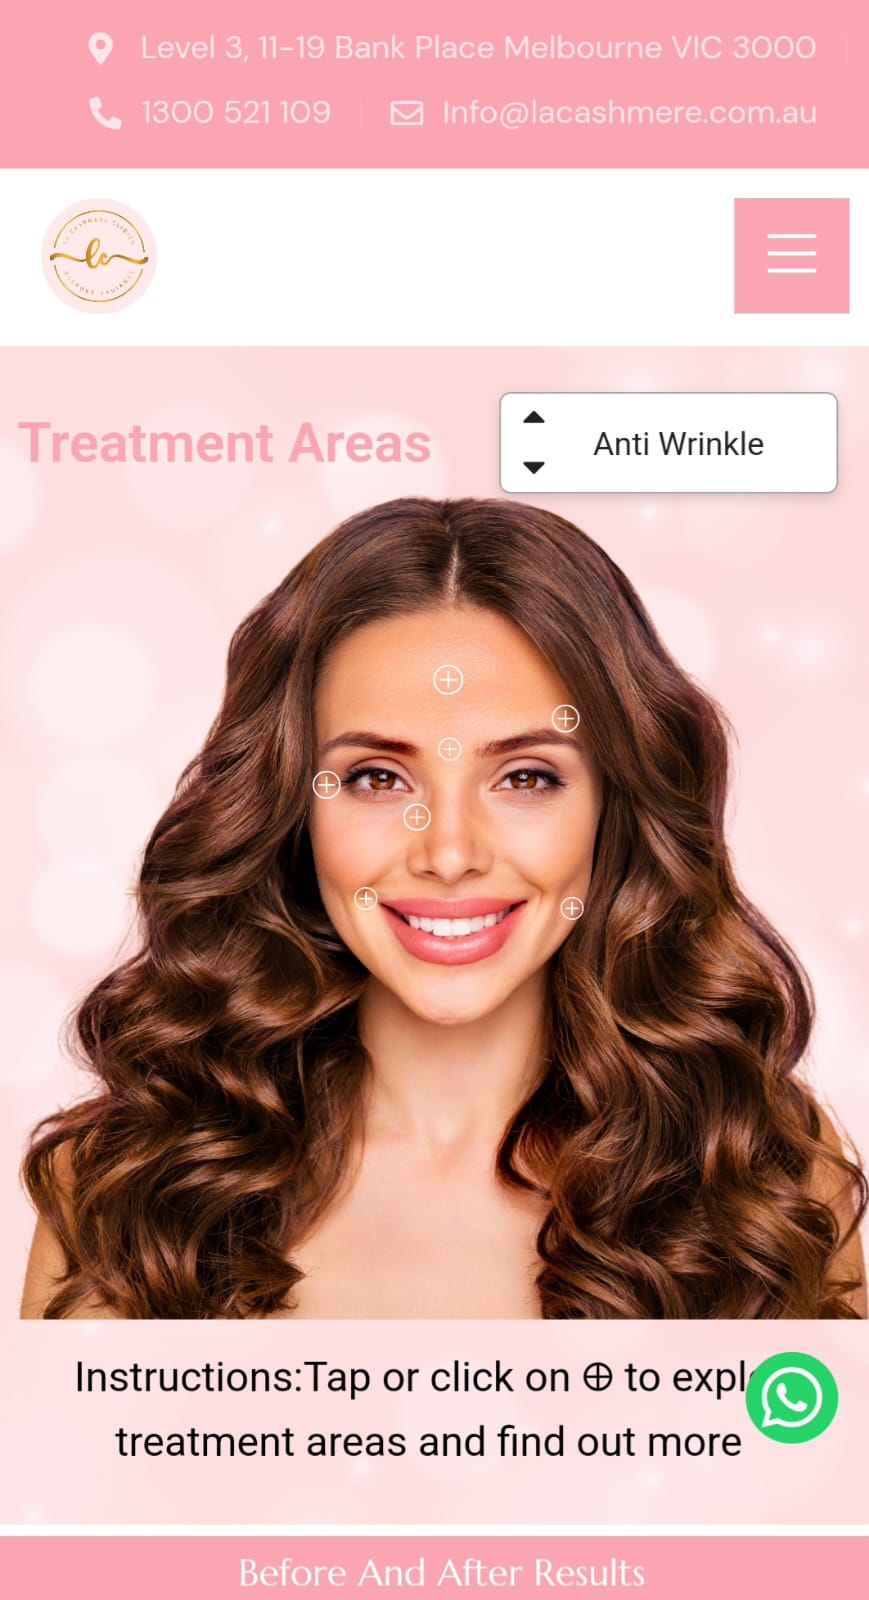 Level 3, 11-19 Bank Place Melbourne VIC 3000
1300 521 109
Info@lacashmere.com.au
lc
Treatment Areas
Anti Wrinkle
Instructions:Tap or click on ⊕ to expl
treatment areas and find out more
Before And After Results